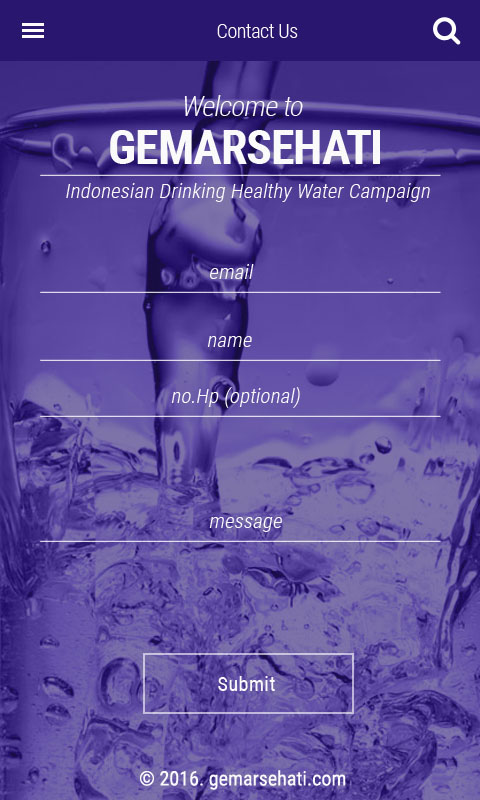 Contact Us
Welcome to
GEMARSEHATI
Indonesian Drinking Healthy Water Campaign
email
name
no.Hp (optional)
message
Submit
© 2016. gemarsehati.com